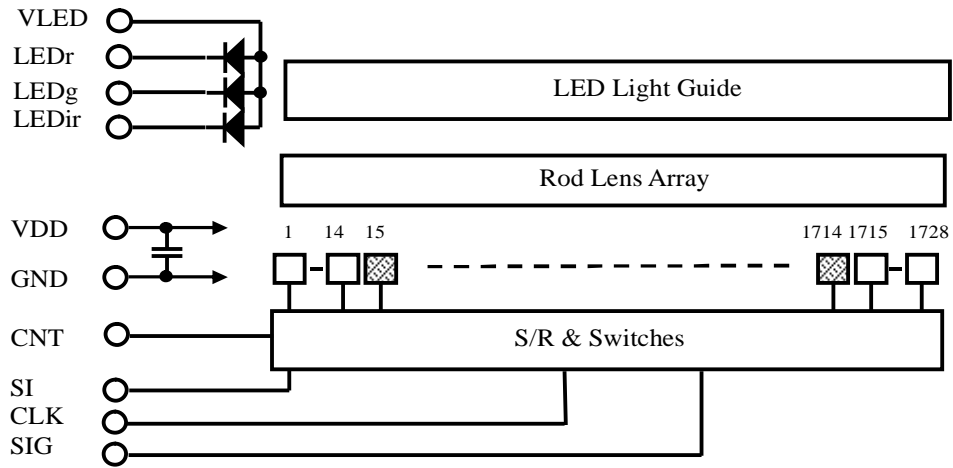 VLED
LEDr
LEDg
LEDir
LED Light Guide
Rod Lens Array
VDD
GND
1 14 15 1714 1715 1728
CNT
S/R & Switches
SI
CLK
SIG